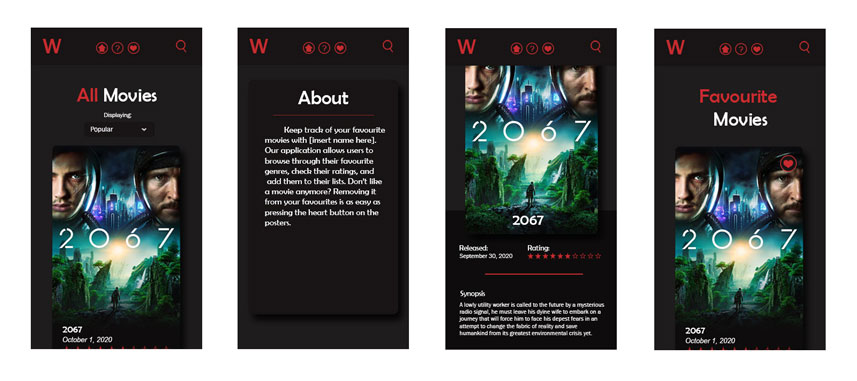 W
?
All Movies
Displaying:
Popular
2067
2067
October 1, 2020
W
?
About
Keep track of your favourite
movies with [insert name here].
Our application allows users to
browse through their favourite
genres, check their ratings, and
add them to their lists. Don't like
a movie anymore? Removing it
from your favourites is as easy as
pressing the heart button on the
posters.
W
?
2067
2067
Released:
September 30, 2020
Rating:
Synopsis
A lowly utility worker is called to the future by a mysterious
radio signal, he must leave his dying wife to embark on a
journey that will force him to face his deepest fears in an
attempt to change the fabric of reality and save
humankind from its greatest environmental crisis yet.
W
?
Favourite
Movies
2067
2067
October 1, 2020